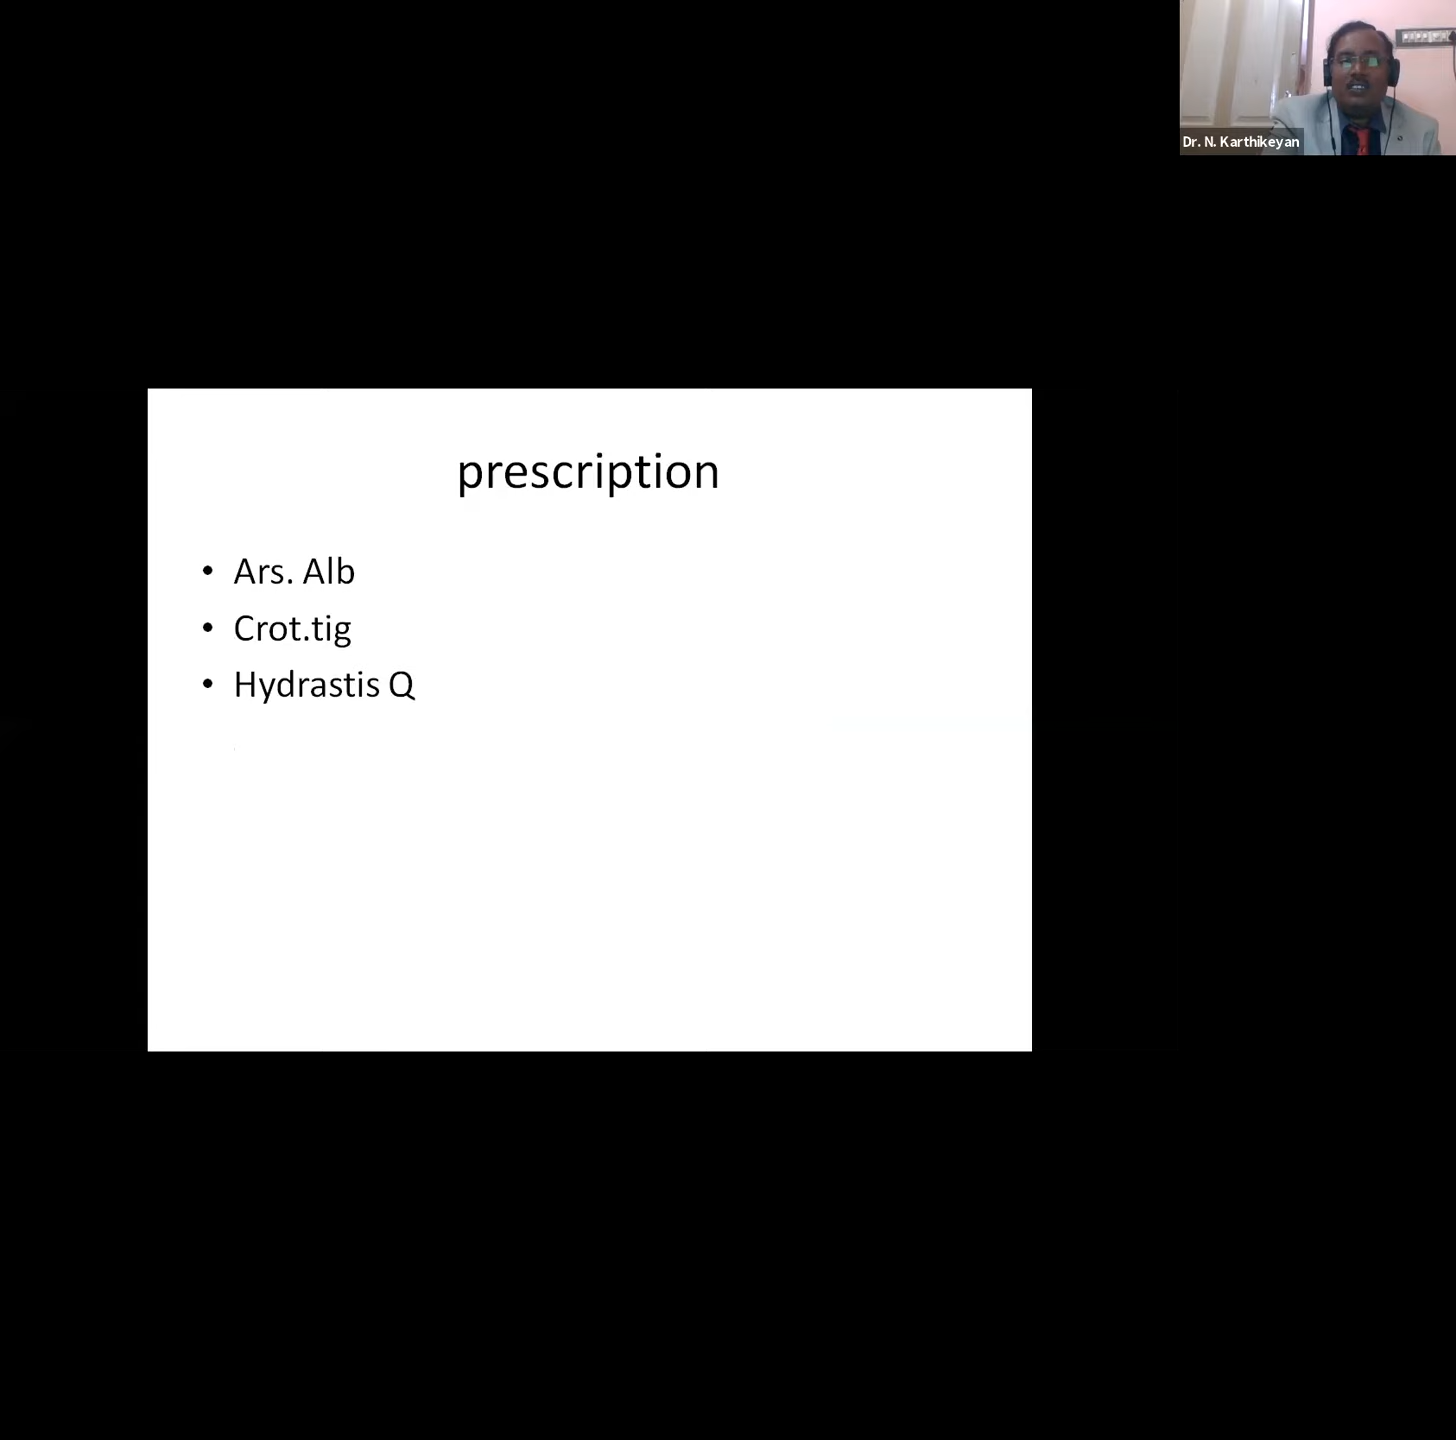 Dr. N. Karthikeyan
prescription
• Ars. Alb
• Crot.tig
• Hydrastis Q